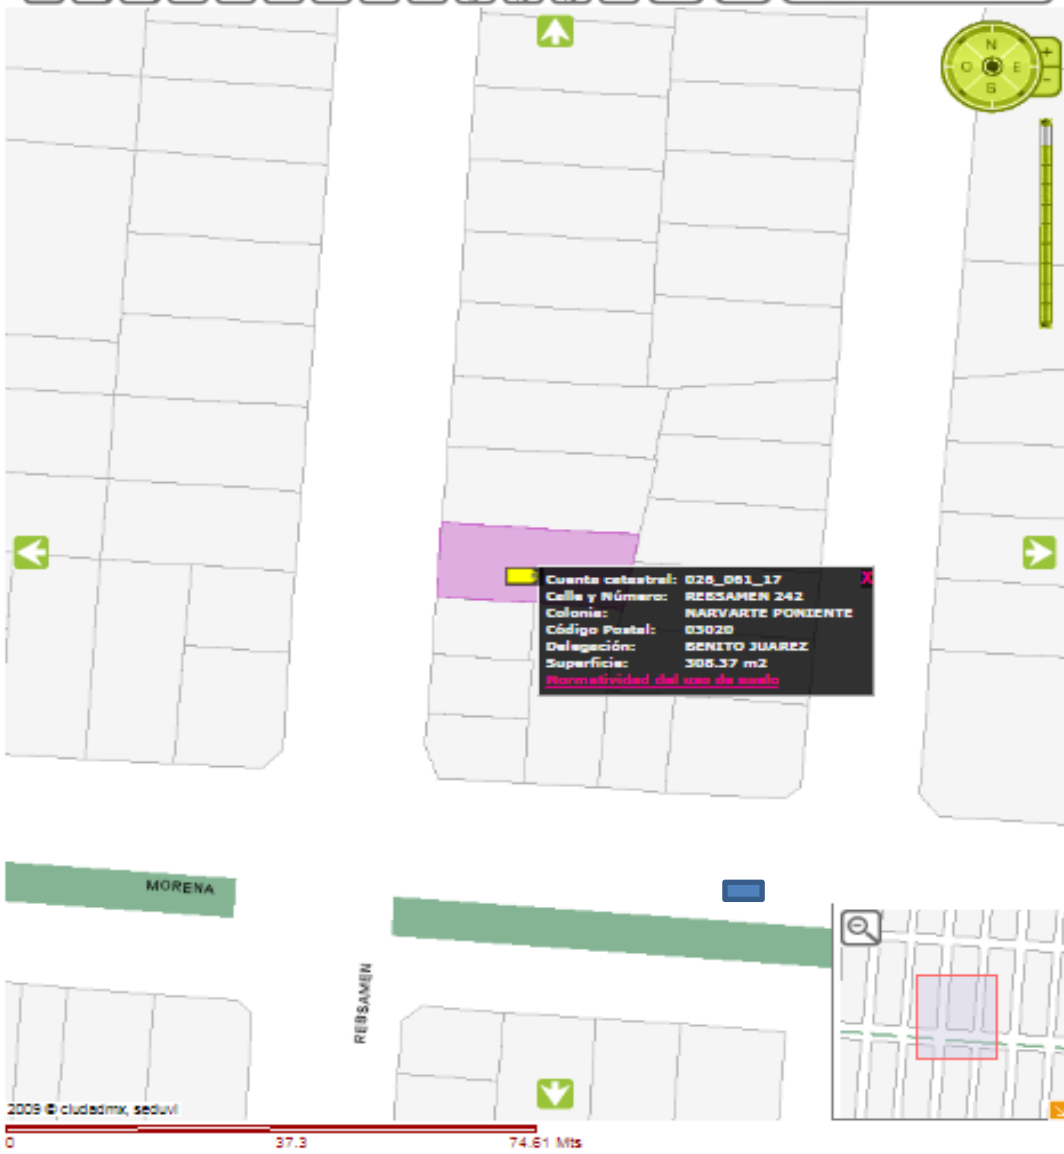 N
O E
S
+
-
X
Cuenta catastral: 026_061_17
Calle y Número: REBSAMEN 242
Colonia: NARVARTE PONIENTE
Código Postal: 03020
Delegación: BENITO JUAREZ
Superficie: 308.37 m2
Normatividad del uso de suelo
MORENA
REBSAMEN
2009 © ciudadmx, seduvi
0 37.3 74.61 Mts